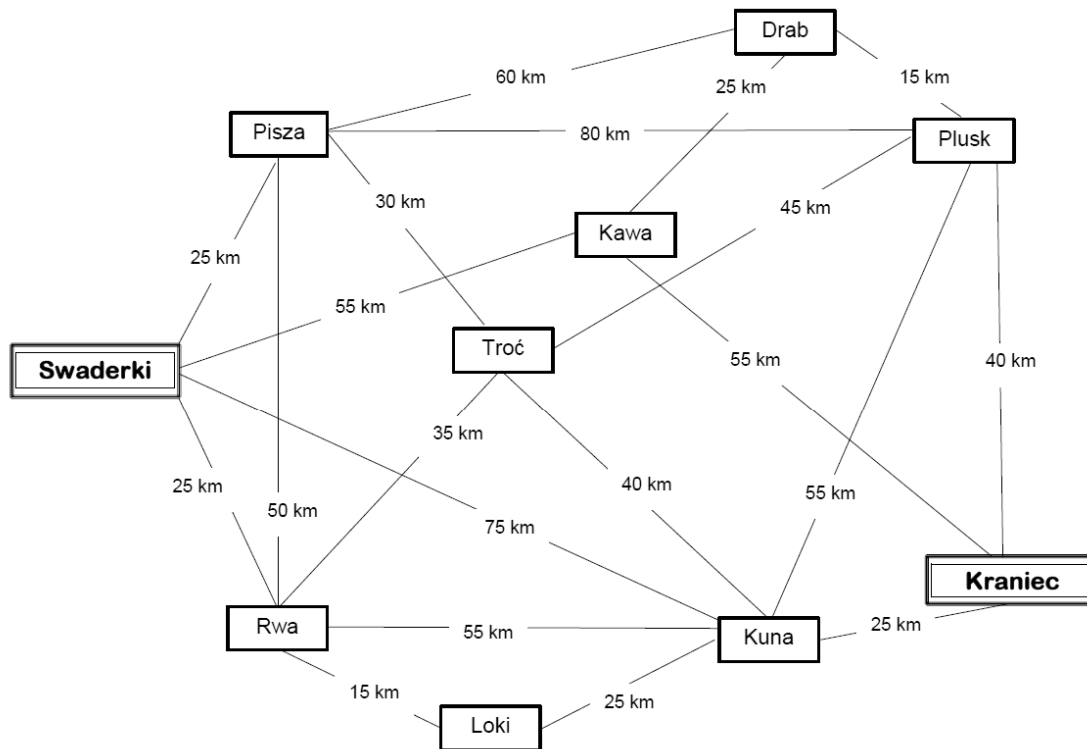 Drab
60 km
25 km
15 km
Pisza
80 km
Plusk
30 km
45 km
Kawa
25 km
55 km
Swaderki
Troć
55 km
40 km
35 km
25 km
40 km
55 km
50 km
75 km
Kraniec
Rwa
55 km
Kuna
25 km
15 km
25 km
Loki